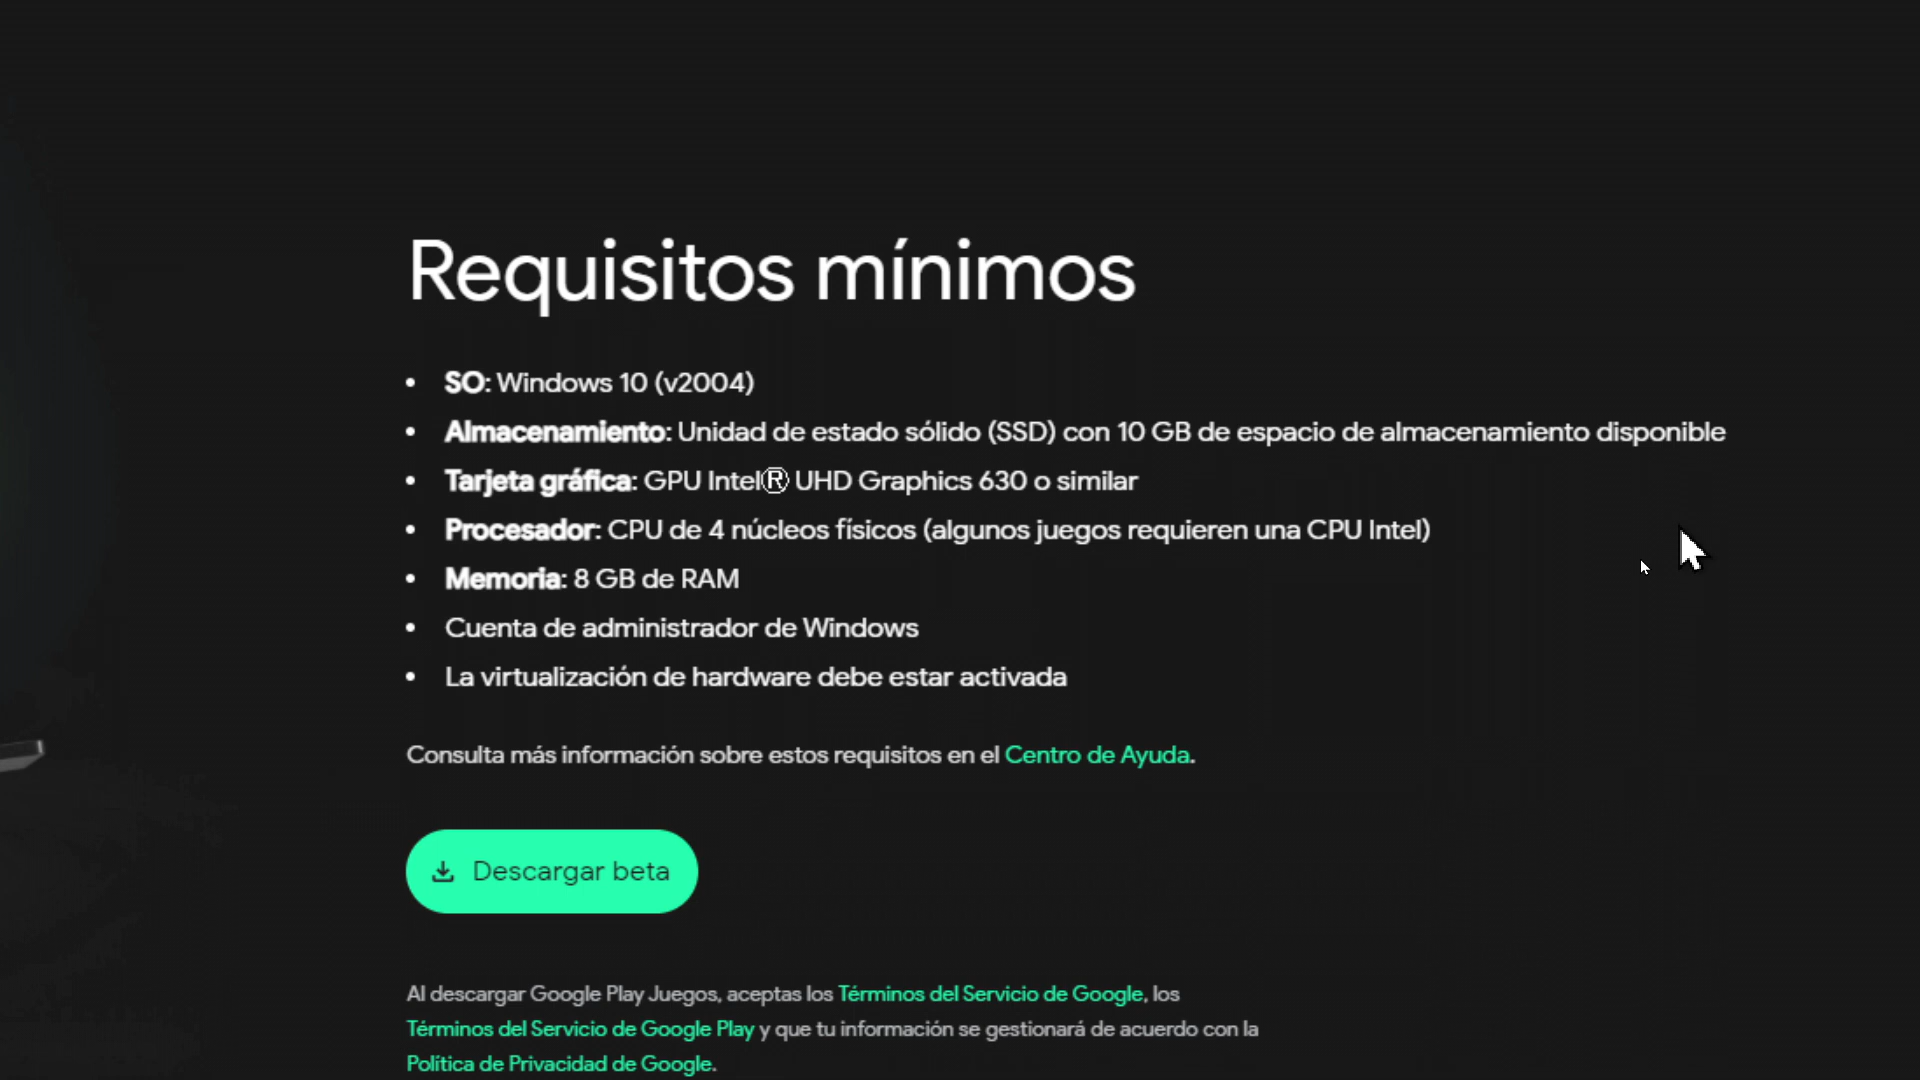 Requisitos mínimos
• SO: Windows 10 (v2004)
• Almacenamiento: Unidad de estado sólido (SSD) con 10 GB de espacio de almacenamiento disponible
• Tarjeta gráfica: GPU Intel® UHD Graphics 630 o similar
• Procesador: CPU de 4 núcleos físicos (algunos juegos requieren una CPU Intel)
• Memoria: 8 GB de RAM
• Cuenta de administrador de Windows
• La virtualización de hardware debe estar activada
Consulta más información sobre estos requisitos en el Centro de Ayuda.
Descargar beta
Al descargar Google Play Juegos, aceptas los Términos del Servicio de Google, los
Términos del Servicio de Google Play y que tu información se gestionará de acuerdo con la
Política de Privacidad de Google.